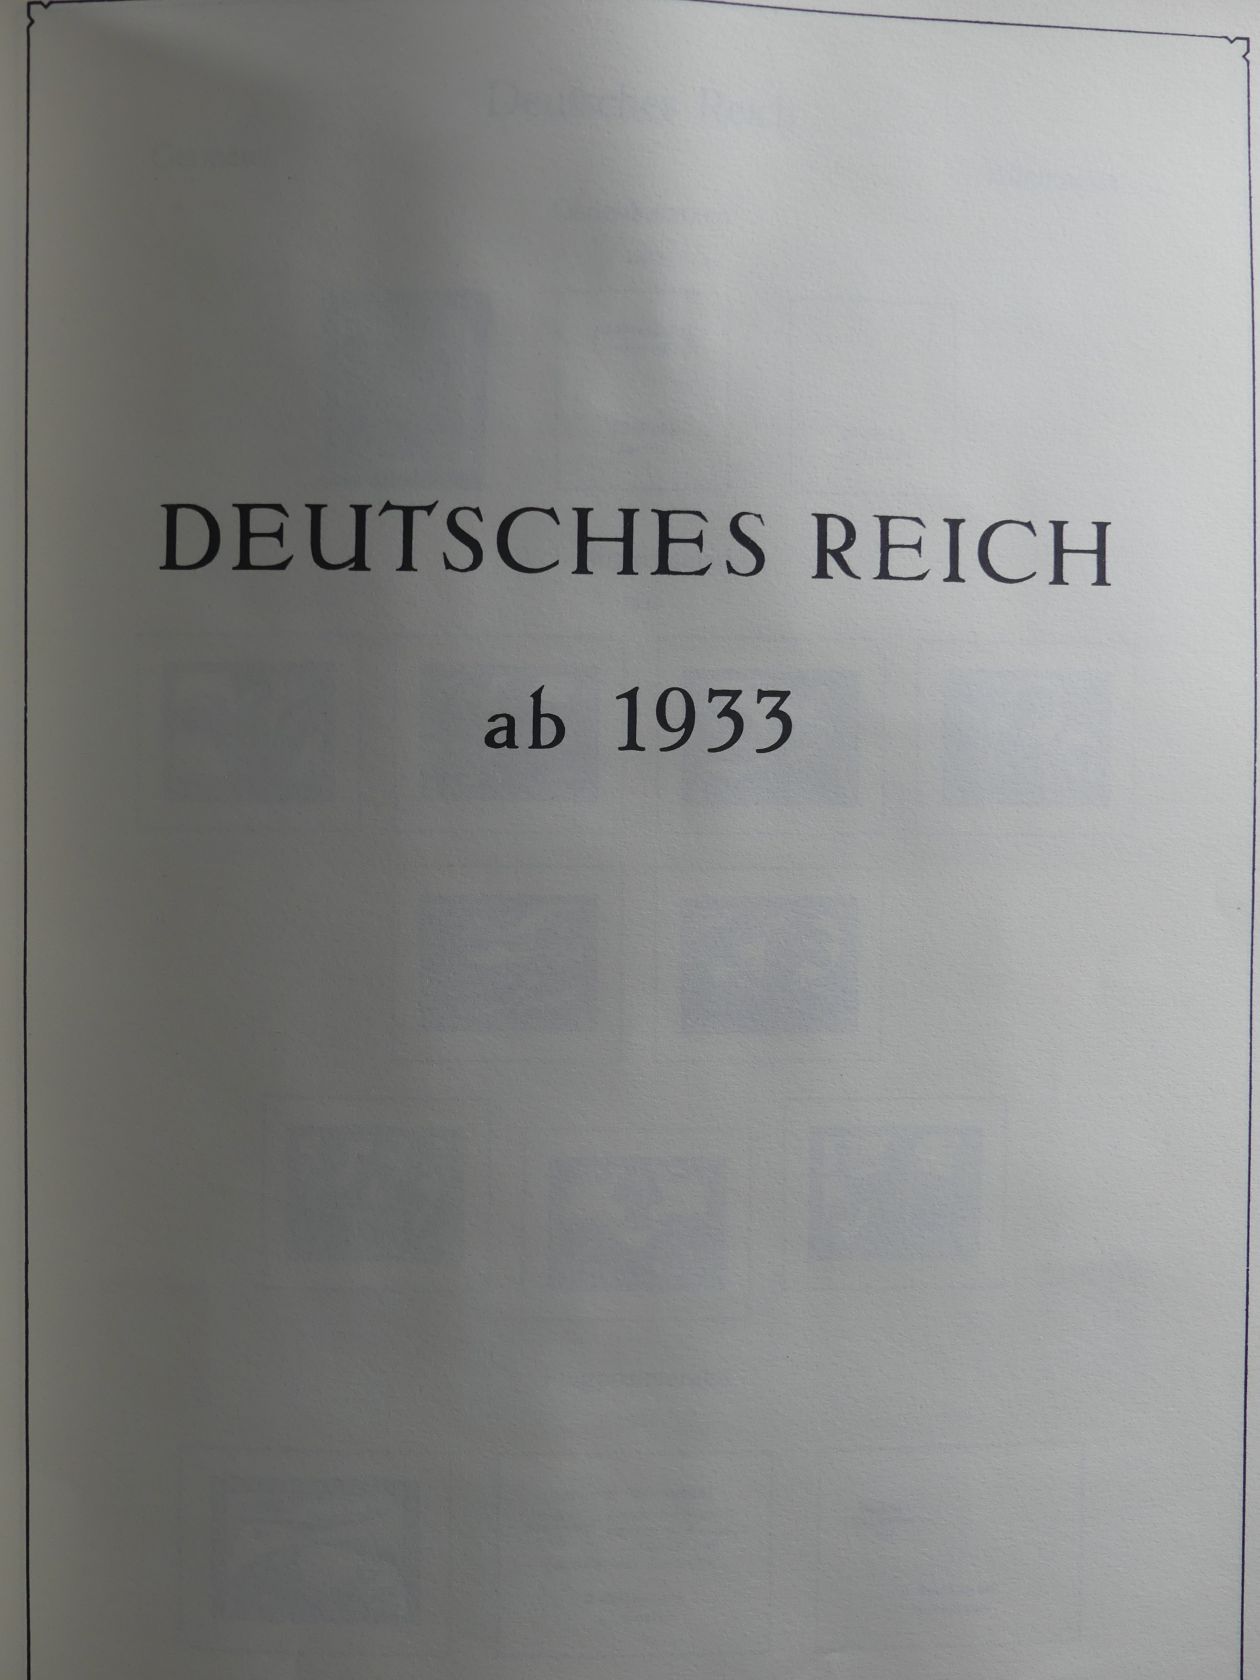 DEUTSCHES REICH
ab 1933